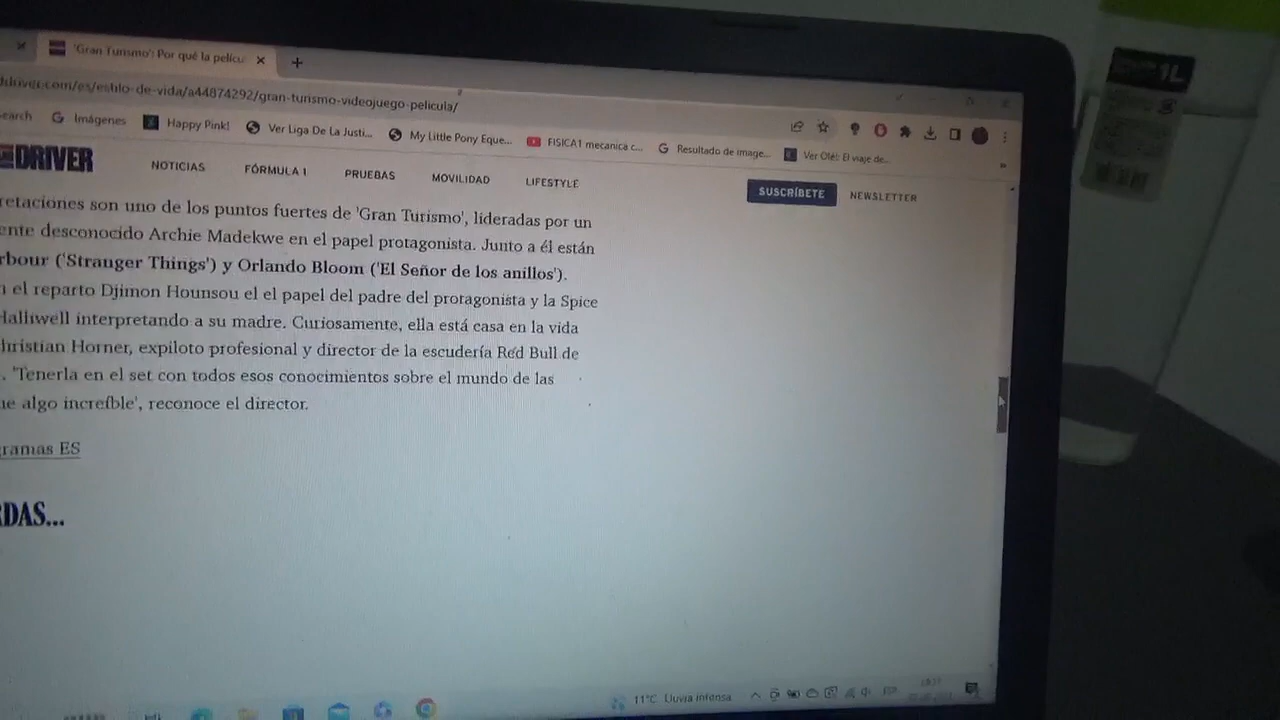 'Gran Turismo': Por qué la pelícu
driver.com/es/estilo-de-vida/a44874292/gran-turismo-videojuego-pelicula/
earch Imágenes Happy Pink! Ver Liga De La Justi... My Little Pony Eque... FISICA1 mecanica c... Resultado de image... Ver Olé!: El viaje de...
DRIVER NOTICIAS FÓRMULA 1 PRUEBAS MOVILIDAD LIFESTYLE SUSCRÍBETE NEWSLETTER
retaciones son uno de los puntos fuertes de 'Gran Turismo', lideradas por un
ente desconocido Archie Madekwe en el papel protagonista. Junto a él están
rbour ('Stranger Things') y Orlando Bloom ('El Señor de los anillos').
n el reparto Djimon Hounsou el el papel del padre del protagonista y la Spice
Halliwell interpretando a su madre. Curiosamente, ella está casa en la vida
hristian Horner, expiloto profesional y director de la escudería Red Bull de
. 'Tenerla en el set con todos esos conocimientos sobre el mundo de las
ue algo increíble', reconoce el director.
gramas ES
RDAS...
11°C Lluvia intensa
ESP
1L